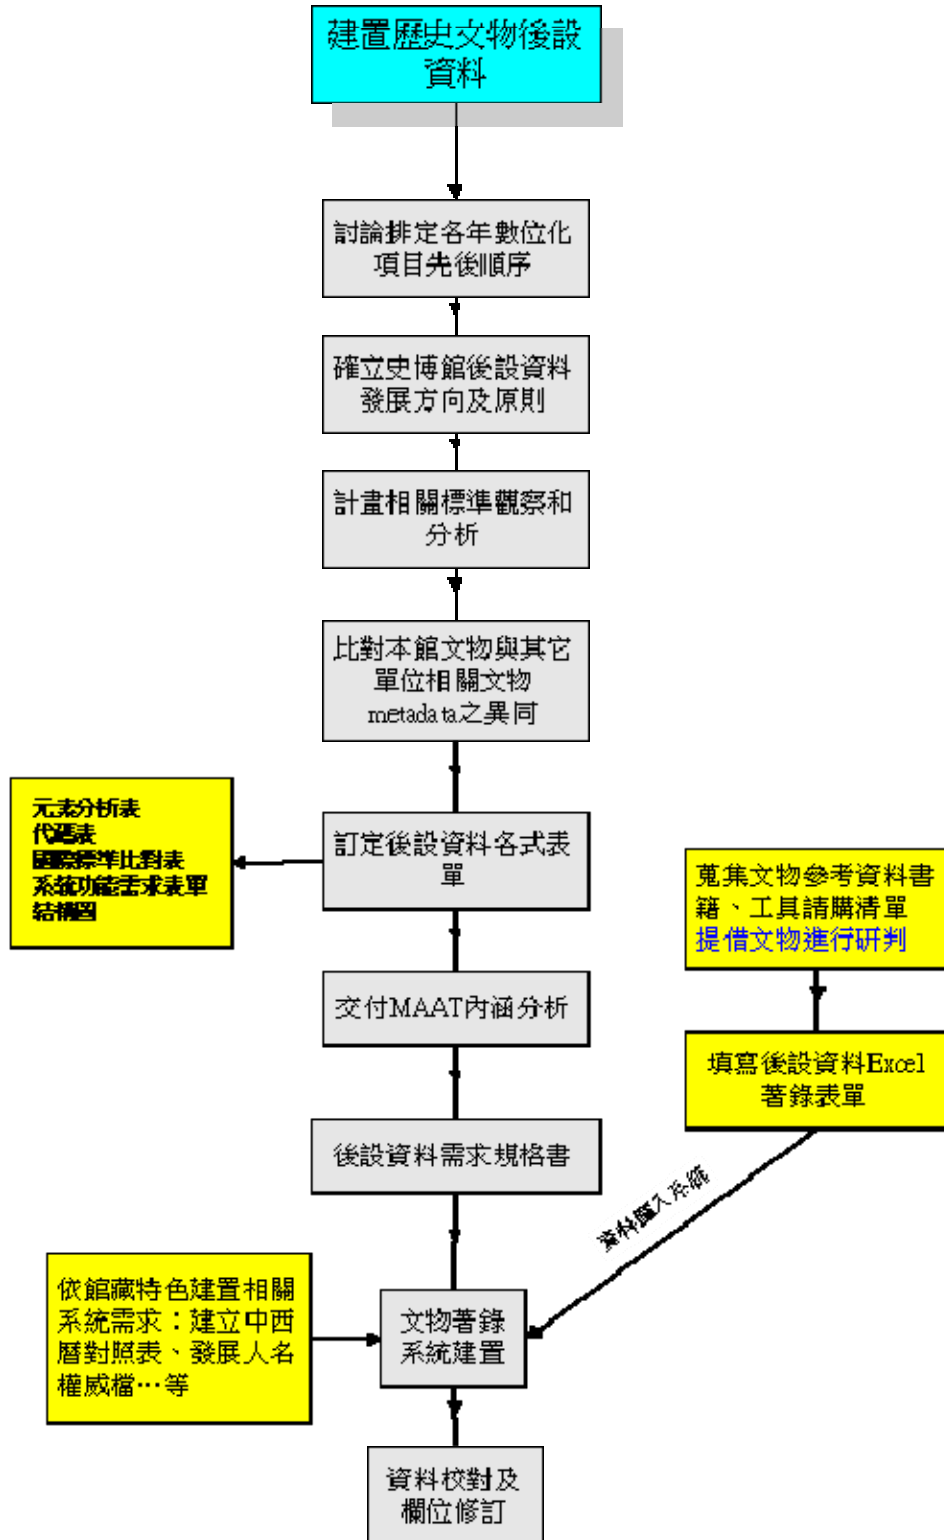 建置歷史文物後設
資料
討論排定各年數位化
項目先後順序
確立史博館後設資料
發展方向及原則
計畫相關標準觀察和
分析
比對本館文物與其它
單位相關文物
metadata之異同
訂定後設資料各式表
單
元素分析表
代碼表
國際標準比對表
系統功能需求表單
結構圖
交付MAAT內涵分析
後設資料需求規格書
蒐集文物參考資料書
籍、工具請購清單
提借文物進行研判
填寫後設資料Excel
著錄表單
資料匯入系統
依館藏特色建置相關
系統需求：建立中西
曆對照表、發展人名
權威檔…等
文物著錄
系統建置
資料校對及
欄位修訂